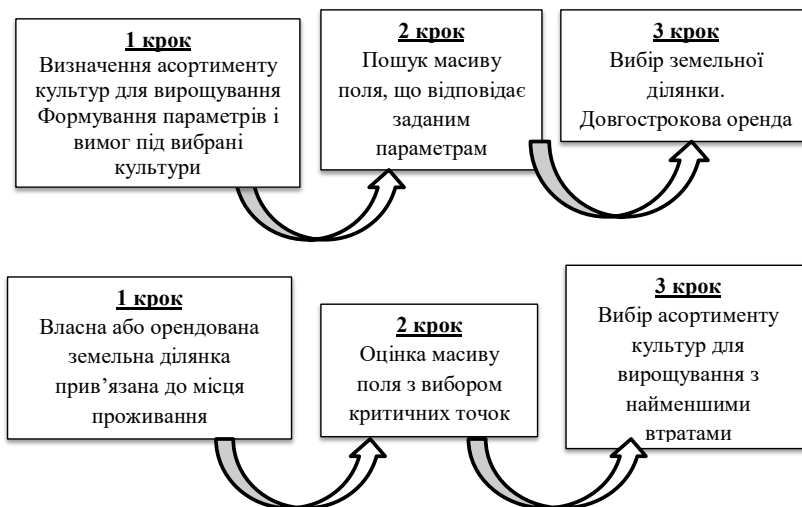 1 крок
Визначення асортименту
культур для вирощування
Формування параметрів і
вимог під вибрані
культури
2 крок
Пошук масиву
поля, що відповідає
заданим
параметрам
3 крок
Вибір земельної
ділянки.
Довгострокова оренда
1 крок
Власна або орендована
земельна ділянка
прив’язана до місця
проживання
2 крок
Оцінка масиву
поля з вибором
критичних точок
3 крок
Вибір асортименту
культур для
вирощування з
найменшими
втратами